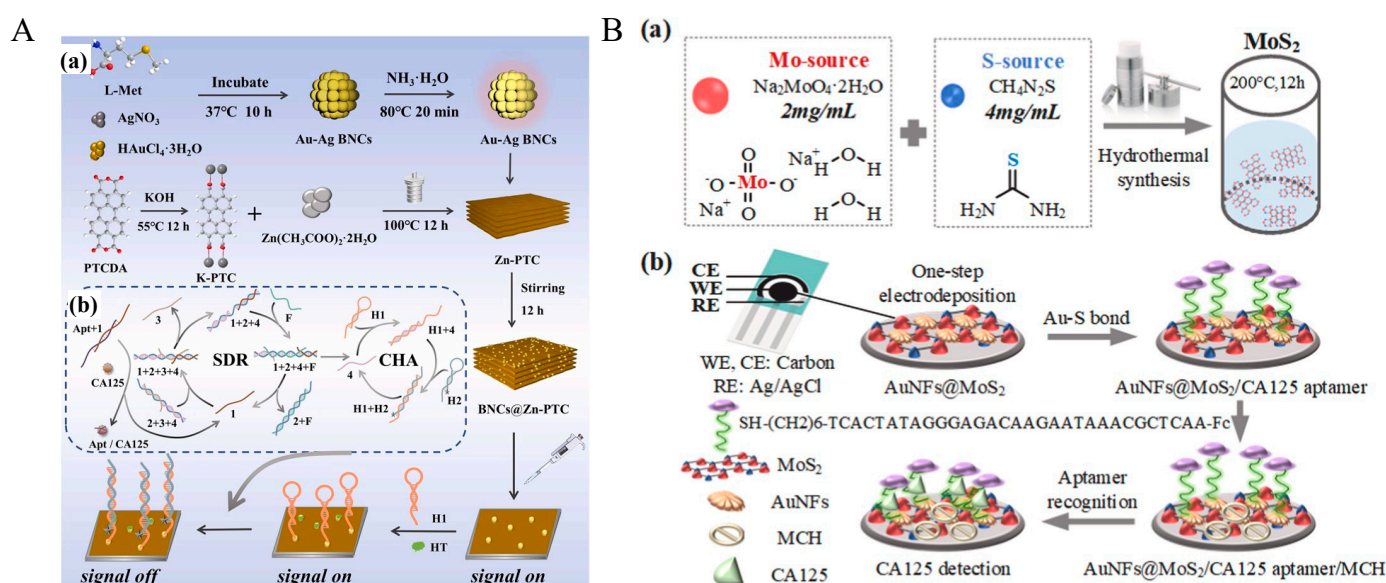 A
(a)
L-Met
AgNO3
HAuCl4·3H2O
Incubate
37℃ 10 h
Au-Ag BNCs
NH3·H2O
80℃ 20 min
Au-Ag BNCs
PTCDA
KOH
55℃ 12 h
K-PTC
+
Zn(CH3COO)2·2H2O
100℃ 12 h
Zn-PTC
Stirring
12 h
BNCs@Zn-PTC
(b)
Apt+1
CA125
Apt / CA125
3
1+2+4
F
1+2+3+4
SDR
1+2+4+F
2+3+4
1
2+F
H1
H1+4
4
CHA
H1+H2
H2
H1
HT
signal off
signal on
signal on
B
(a)
Mo-source
Na2MoO4·2H2O
2mg/mL
O
-O Mo O-
O
Na+
Na+
H O H
H O H
S-source
CH4N2S
4mg/mL
S
H2N NH2
Hydrothermal
synthesis
MoS2
200°C,12h
(b)
CE
WE
RE
WE, CE: Carbon
RE: Ag/AgCl
One-step
electrodeposition
AuNFs@MoS2
Au-S bond
AuNFs@MoS2/CA125 aptamer
SH-(CH2)6-TCACTATAGGGAGACAAGAATAAACGCTCAA-Fc
MoS2
AuNFs
MCH
CA125
CA125 detection
Aptamer
recognition
AuNFs@MoS2/CA125 aptamer/MCH